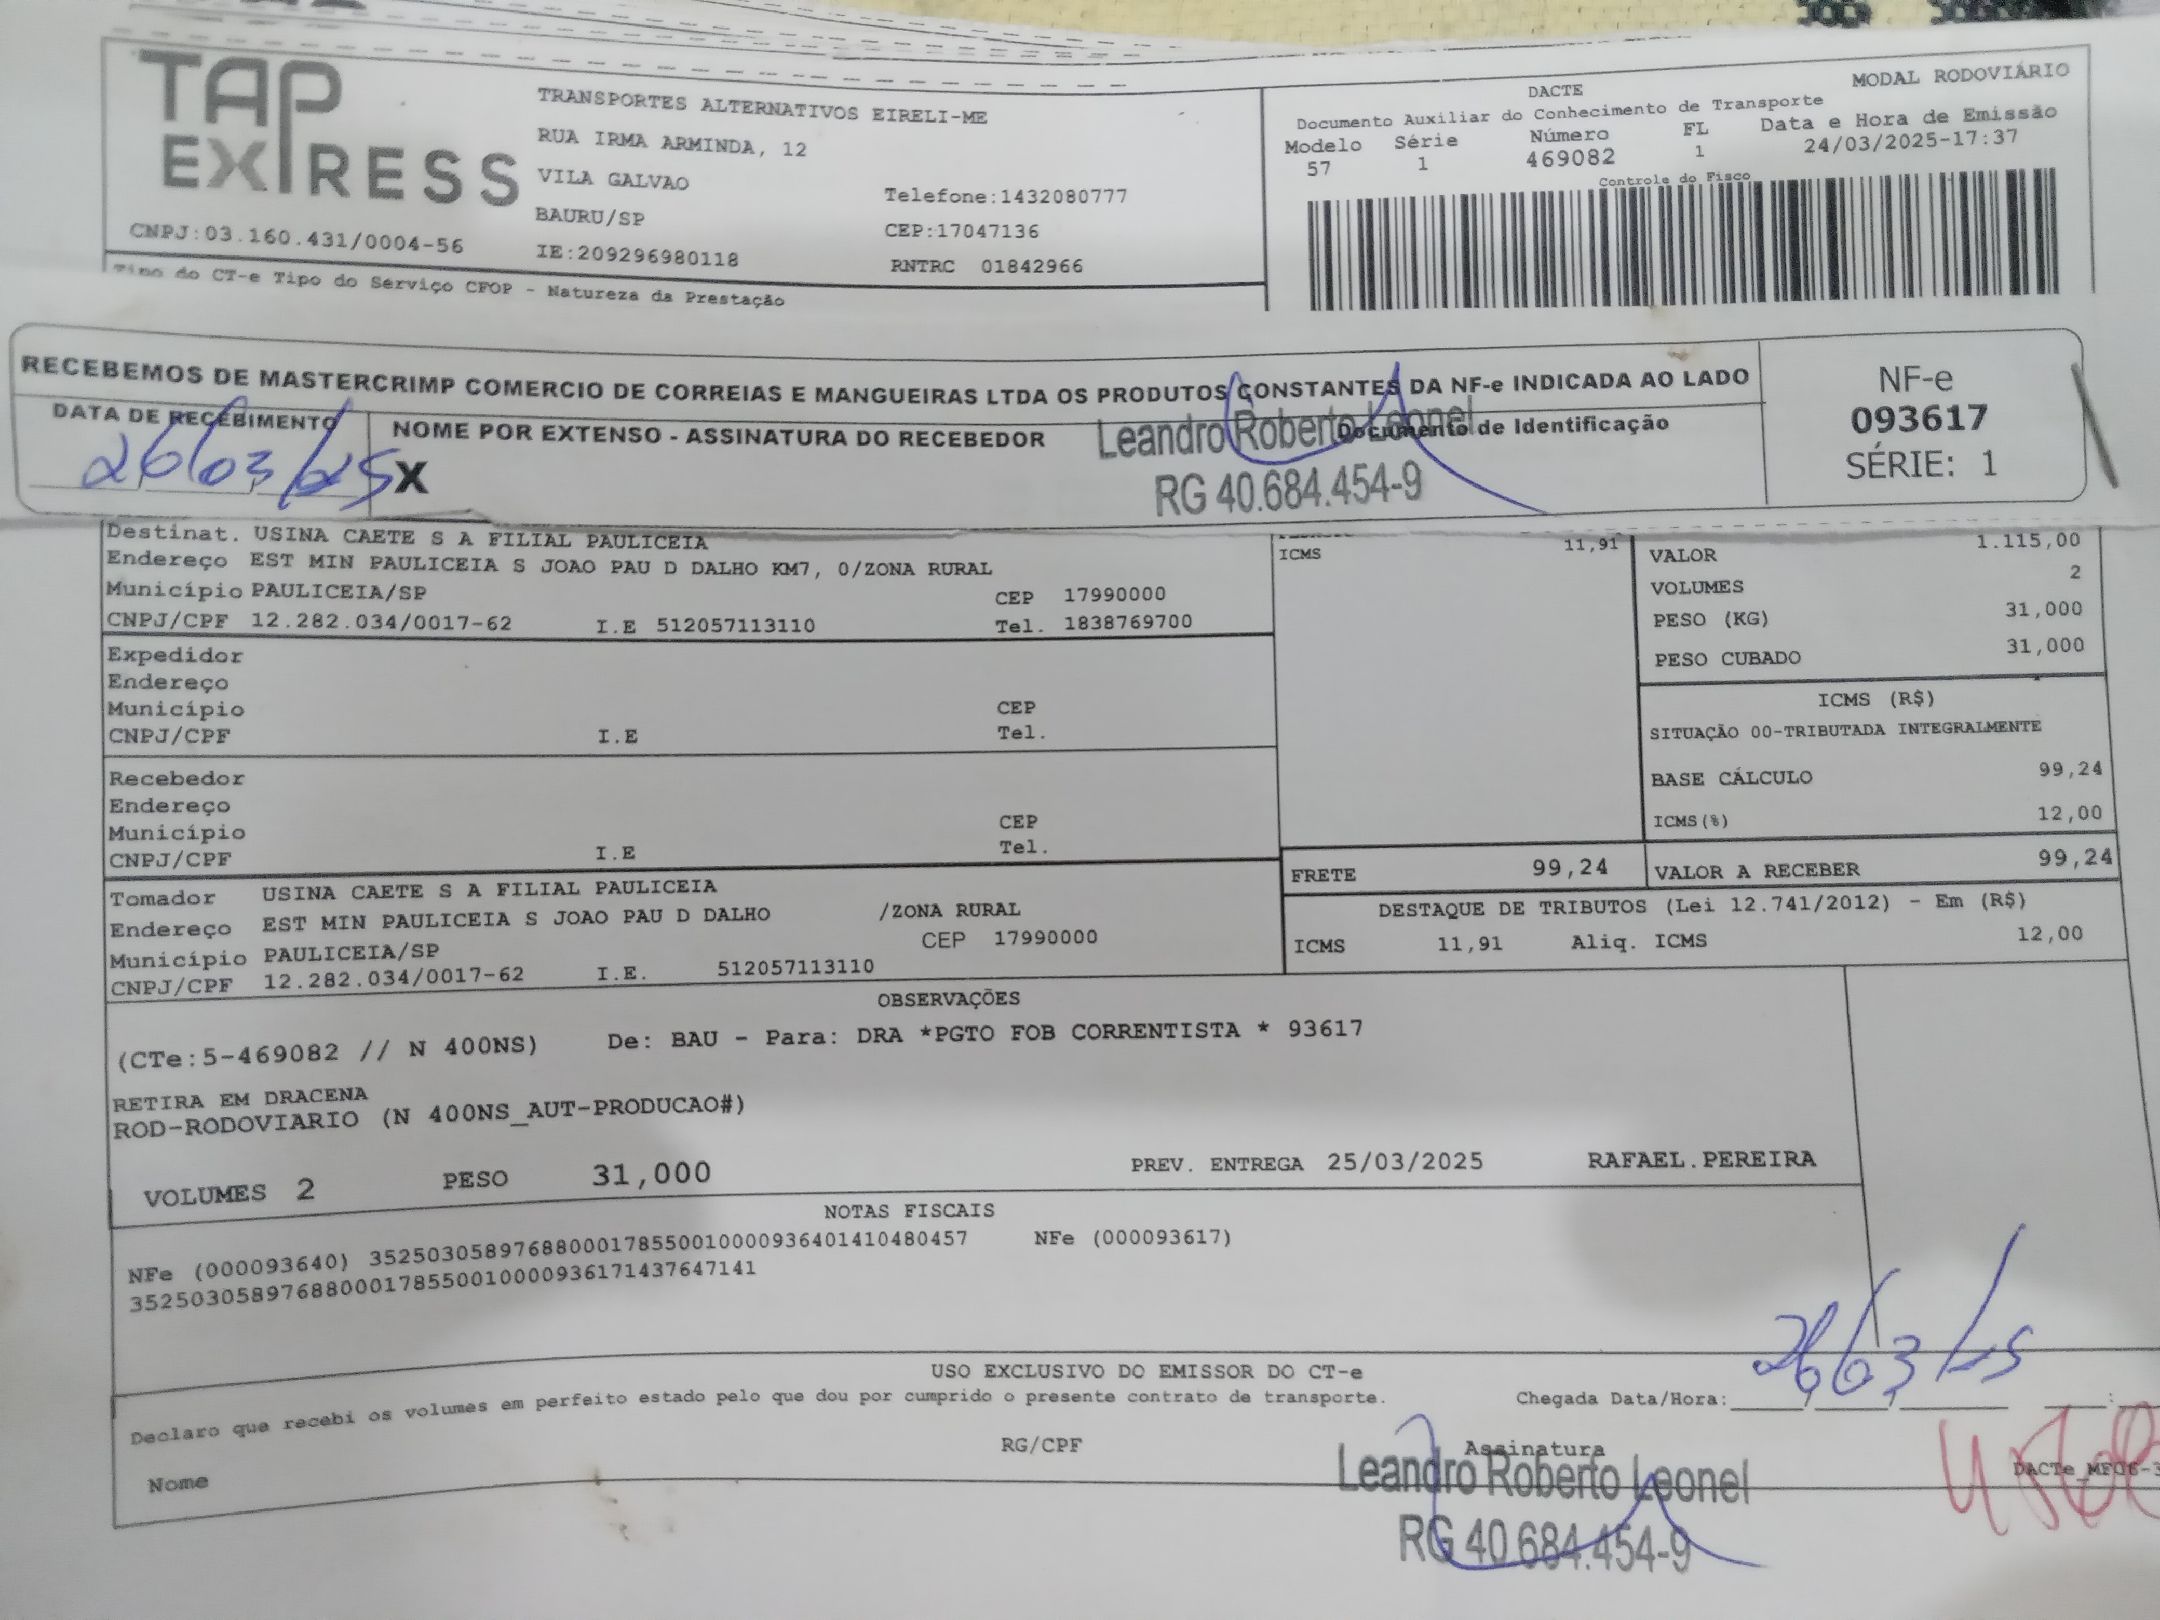 TAP
EXPRESS
CNPJ:03.160.431/0004-56
TRANSPORTES ALTERNATIVOS EIRELI-ME
RUA IRMA ARMINDA, 12
VILA GALVAO
BAURU/SP
IE:209296980118
Telefone:1432080777
CEP:17047136
RNTRC 01842966
DACTE MODAL RODOVIÁRIO
Documento Auxiliar do Conhecimento de Transporte
Modelo Série Número FL Data e Hora de Emissão
57 1 469082 1 24/03/2025-17:37
Controle do Fisco
Tipo do CT-e Tipo do Serviço CFOP - Natureza da Prestação
RECEBEMOS DE MASTERCRIMP COMERCIO DE CORREIAS E MANGUEIRAS LTDA OS PRODUTOS CONSTANTES DA NF-e INDICADA AO LADO
DATA DE RECEBIMENTO
26/03/25
NOME POR EXTENSO - ASSINATURA DO RECEBEDOR
X
Documento de Identificação
Leandro Roberto Leonel
RG 40.684.454-9
NF-e
093617
SÉRIE: 1
Destinat. USINA CAETE S A FILIAL PAULICEIA
Endereço EST MIN PAULICEIA S JOAO PAU D DALHO KM7, 0/ZONA RURAL
Município PAULICEIA/SP CEP 17990000
CNPJ/CPF 12.282.034/0017-62 I.E 512057113110 Tel. 1838769700
Expedidor
Endereço
Município CEP
CNPJ/CPF I.E Tel.
Recebedor
Endereço
Município CEP
CNPJ/CPF I.E Tel.
Tomador USINA CAETE S A FILIAL PAULICEIA
Endereço EST MIN PAULICEIA S JOAO PAU D DALHO /ZONA RURAL
Município PAULICEIA/SP CEP 17990000
CNPJ/CPF 12.282.034/0017-62 I.E. 512057113110
ICMS 11,91
VALOR 1.115,00
VOLUMES 2
PESO (KG) 31,000
PESO CUBADO 31,000
ICMS (R$)
SITUAÇÃO 00-TRIBUTADA INTEGRALMENTE
BASE CÁLCULO 99,24
ICMS(%) 12,00
FRETE 99,24 VALOR A RECEBER 99,24
DESTAQUE DE TRIBUTOS (Lei 12.741/2012) - Em (R$)
ICMS 11,91 Aliq. ICMS 12,00
OBSERVAÇÕES
(CTe:5-469082 // N 400NS) De: BAU - Para: DRA *PGTO FOB CORRENTISTA * 93617
RETIRA EM DRACENA
ROD-RODOVIARIO (N 400NS_AUT-PRODUCAO#)
VOLUMES 2 PESO 31,000 PREV. ENTREGA 25/03/2025 RAFAEL.PEREIRA
NOTAS FISCAIS
NFe (000093640) 35250305897688000178550010000936401410480457 NFe (000093617)
35250305897688000178550010000936171437647141
USO EXCLUSIVO DO EMISSOR DO CT-e
Declaro que recebi os volumes em perfeito estado pelo que dou por cumprido o presente contrato de transporte.
Chegada Data/Hora: 26/03/25
Nome RG/CPF Assinatura
Leandro Roberto Leonel
RG 40.684.454-9